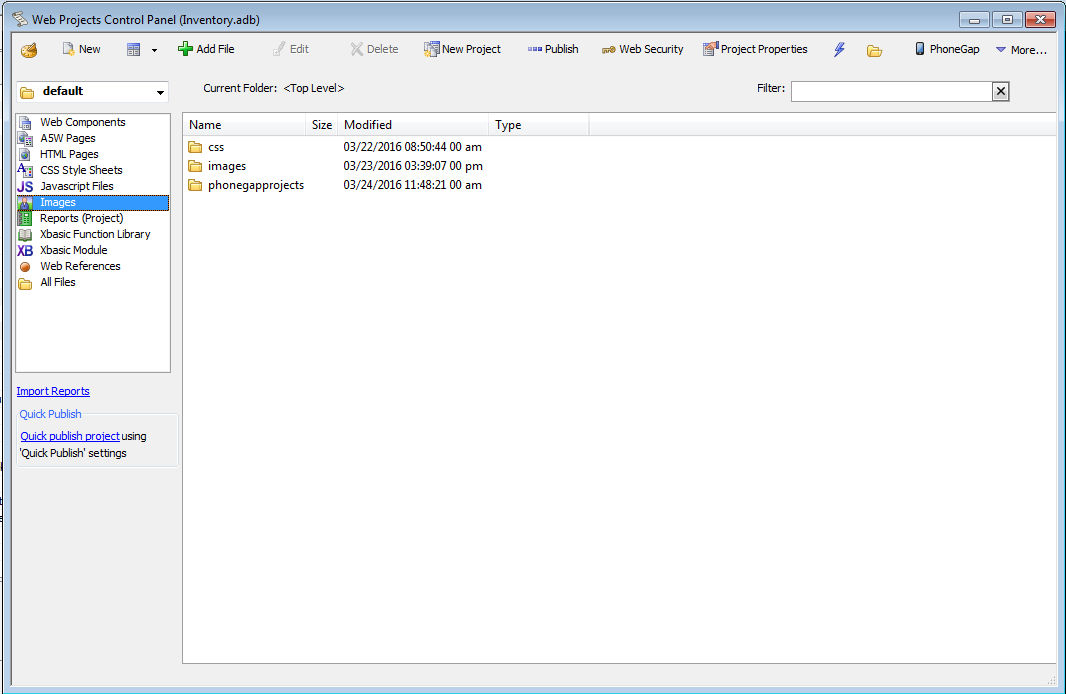 Web Projects Control Panel (Inventory.adb)
New Add File Edit Delete New Project Publish Web Security Project Properties PhoneGap More...
default Current Folder: <Top Level> Filter:
Web Components
A5W Pages
HTML Pages
CSS Style Sheets
JS Javascript Files
Images
Reports (Project)
Xbasic Function Library
XB Xbasic Module
Web References
All Files
Import Reports
Quick Publish
Quick publish project using
'Quick Publish' settings
Name Size Modified Type
css 03/22/2016 08:50:44 00 am
images 03/23/2016 03:39:07 00 pm
phonegapprojects 03/24/2016 11:48:21 00 am